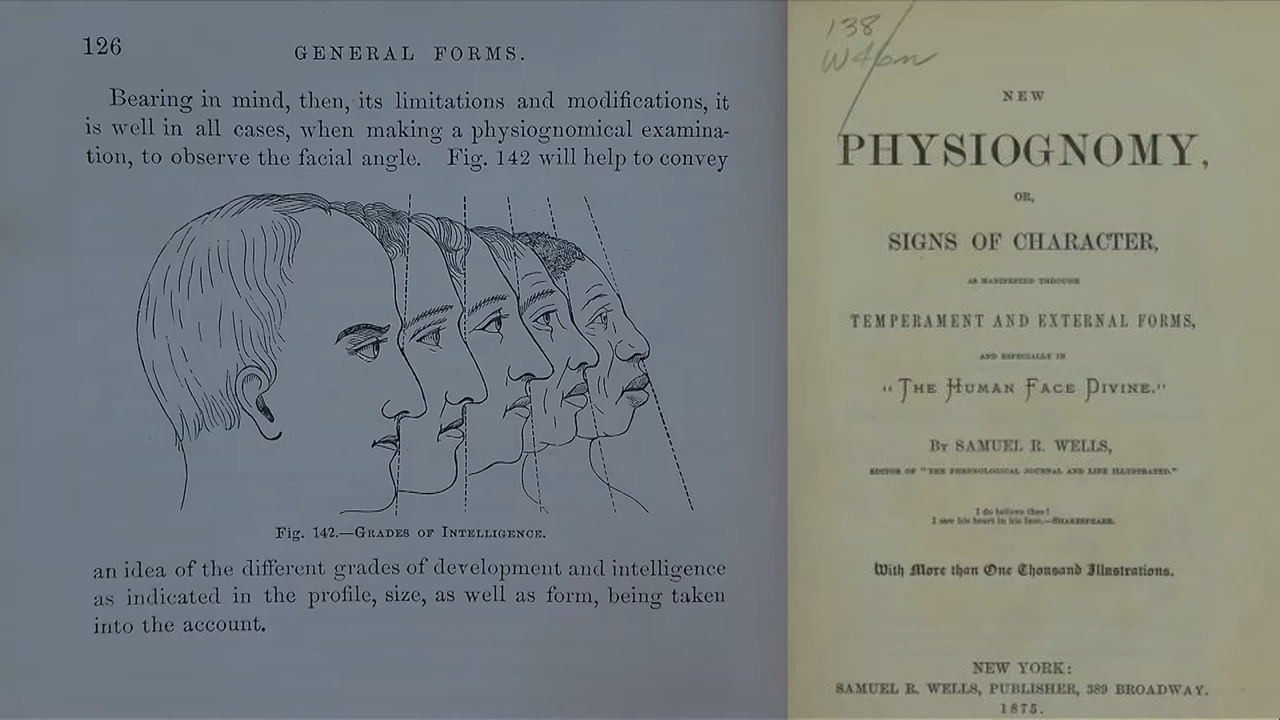 126
GENERAL FORMS.
Bearing in mind, then, its limitations and modifications, it
is well in all cases, when making a physiognomical examina-
tion, to observe the facial angle. Fig. 142 will help to convey
Fig. 142.—Grades of Intelligence.
an idea of the different grades of development and intelligence
as indicated in the profile, size, as well as form, being taken
into the account.
138
NEW
PHYSIOGNOMY,
OR,
SIGNS OF CHARACTER,
AS MANIFESTED THROUGH
TEMPERAMENT AND EXTERNAL FORMS,
AND ESPECIALLY IN
"The Human Face Divine."
By SAMUEL R. WELLS,
EDITOR OF "THE PHRENOLOGICAL JOURNAL AND LIFE ILLUSTRATED."
I do believe thee!
I saw his heart in his face.—SHAKESPEARE.
With More than One Thousand Illustrations.
NEW YORK:
SAMUEL R. WELLS, PUBLISHER, 389 BROADWAY.
1875.